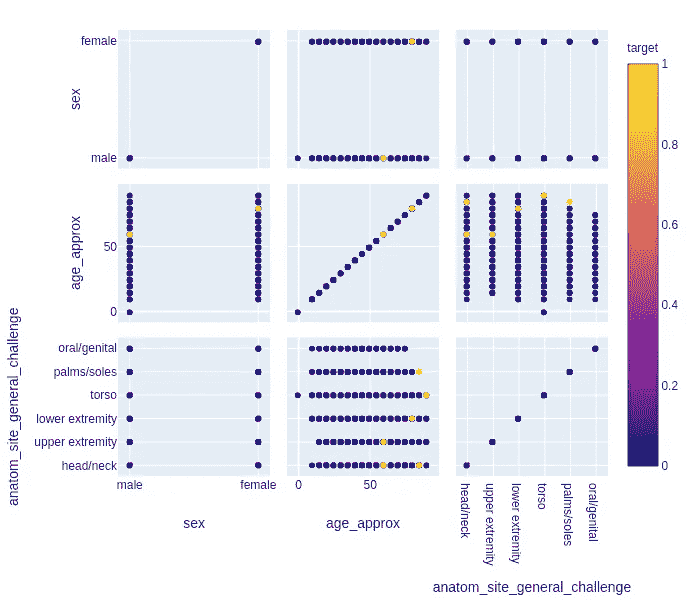 target
female
sex
male
1
0.8
0.6
0.4
0.2
0
age_approx
50
0
anatom_site_general_challenge
oral/genital
palms/soles
torso
lower extremity
upper extremity
head/neck
male
female
0
50
head/neck
upper extremity
lower extremity
torso
palms/soles
oral/genital
sex
age_approx
anatom_site_general_challenge